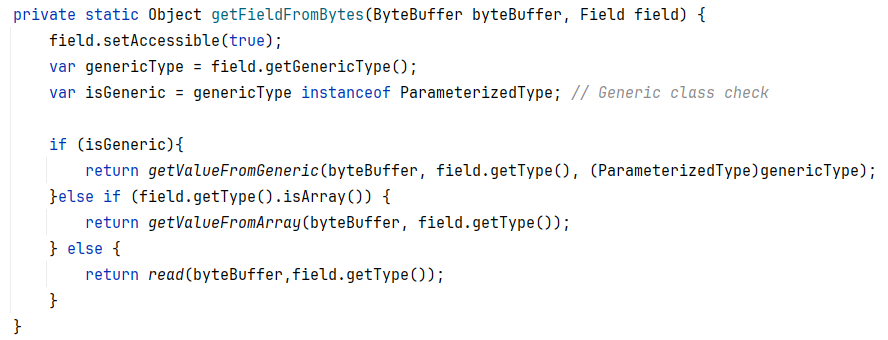 private static Object getFieldFromBytes(ByteBuffer byteBuffer, Field field) {
    field.setAccessible(true);
    var genericType = field.getGenericType();
    var isGeneric = genericType instanceof ParameterizedType; // Generic class check

    if (isGeneric){
        return getValueFromGeneric(byteBuffer, field.getType(), (ParameterizedType)genericType);
    }else if (field.getType().isArray()) {
        return getValueFromArray(byteBuffer, field.getType());
    } else {
        return read(byteBuffer,field.getType());
    }
}